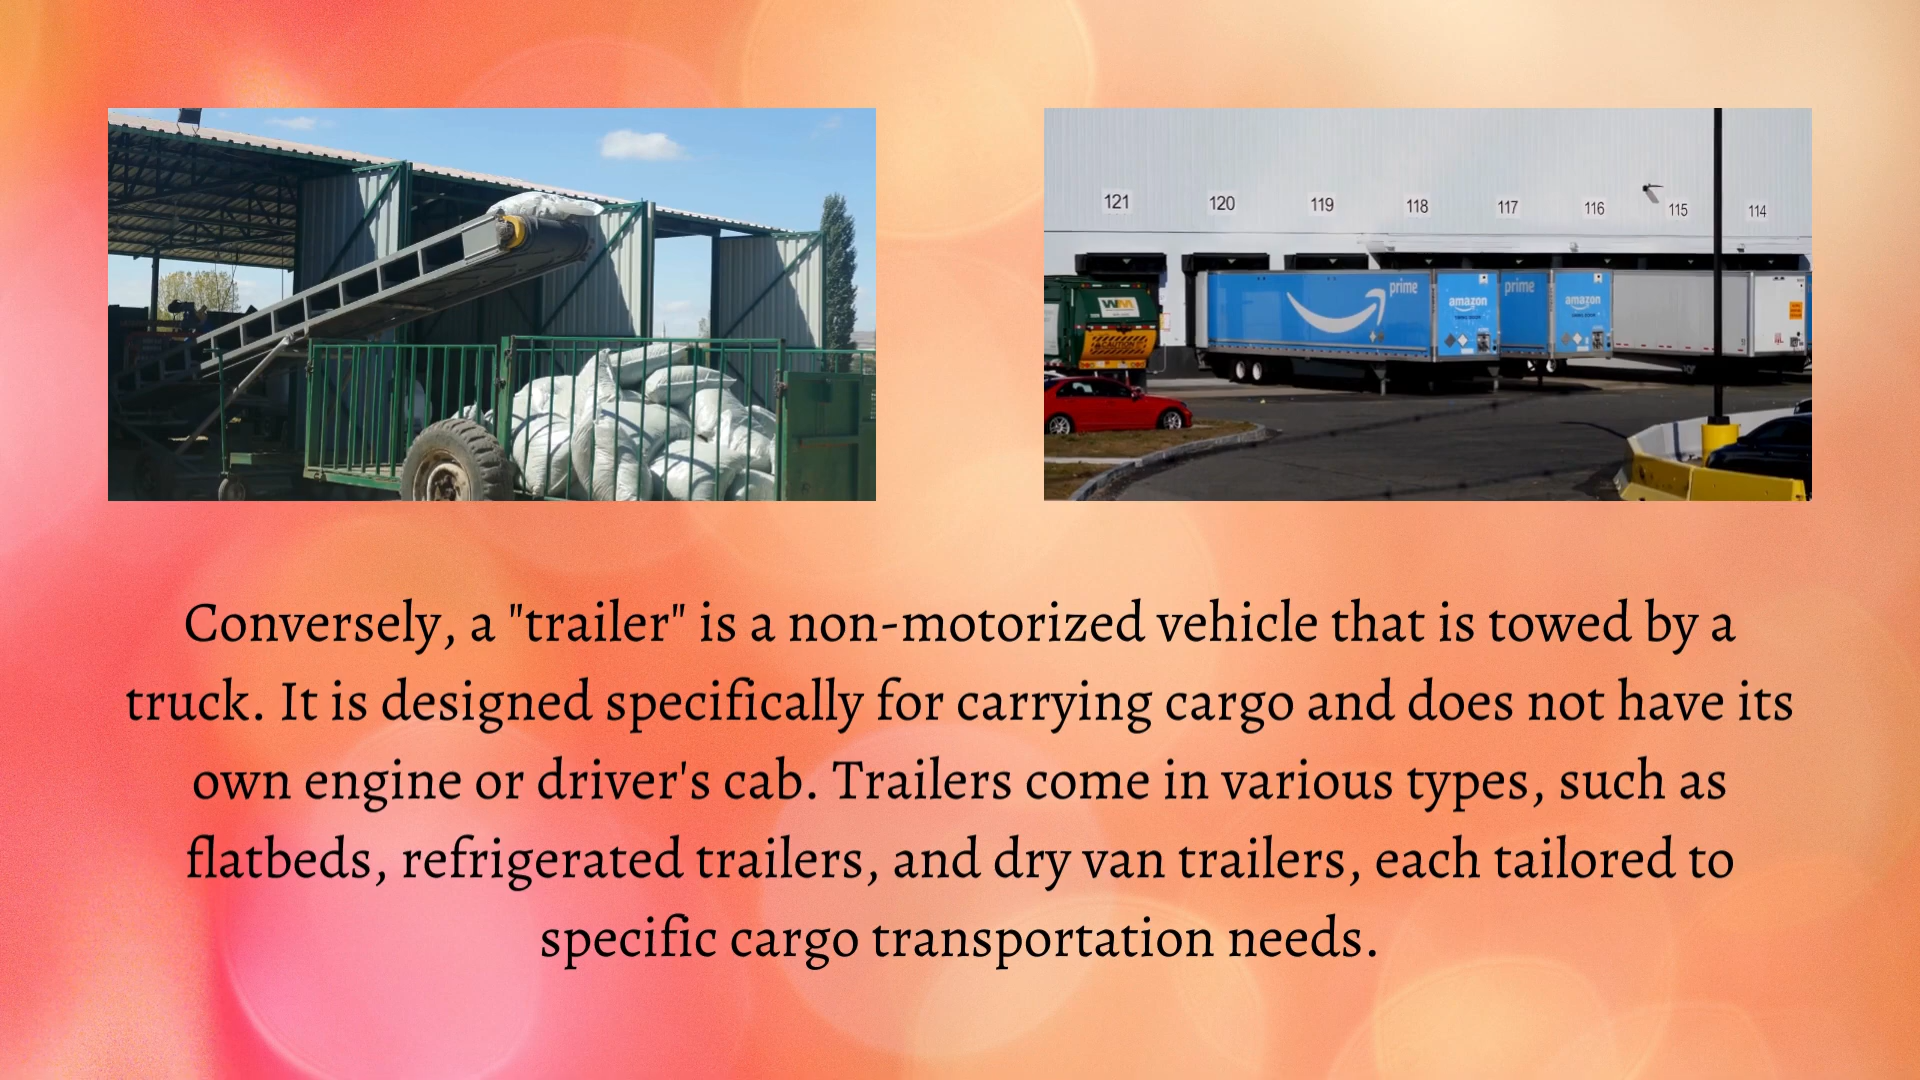 121 120 119 118 117 116 115 114
WM
prime
amazon
prime
amazon
Conversely, a "trailer" is a non-motorized vehicle that is towed by a
truck. It is designed specifically for carrying cargo and does not have its
own engine or driver's cab. Trailers come in various types, such as
flatbeds, refrigerated trailers, and dry van trailers, each tailored to
specific cargo transportation needs.